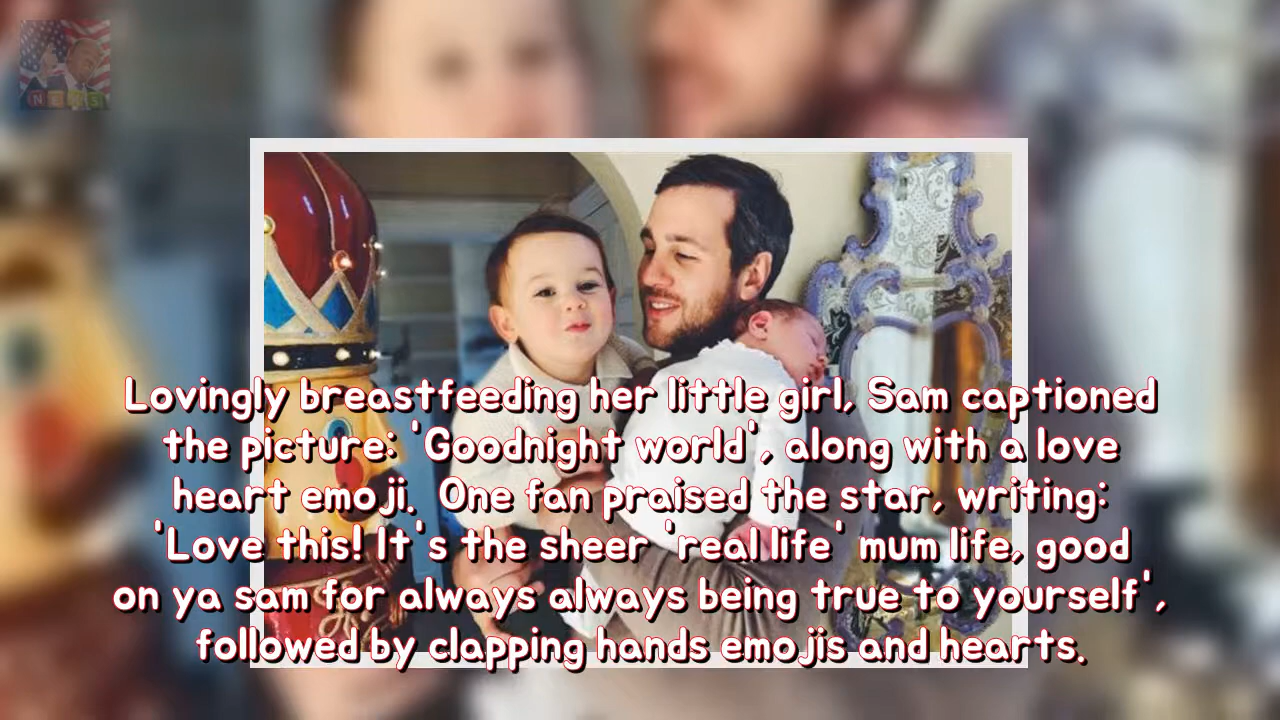 NEWS
Lovingly breastfeeding her little girl, Sam captioned
the picture: 'Goodnight world', along with a love
heart emoji.  One fan praised the star, writing:
'Love this! It's the sheer 'real life' mum life, good
on ya sam for always always being true to yourself',
followed by clapping hands emojis and hearts.